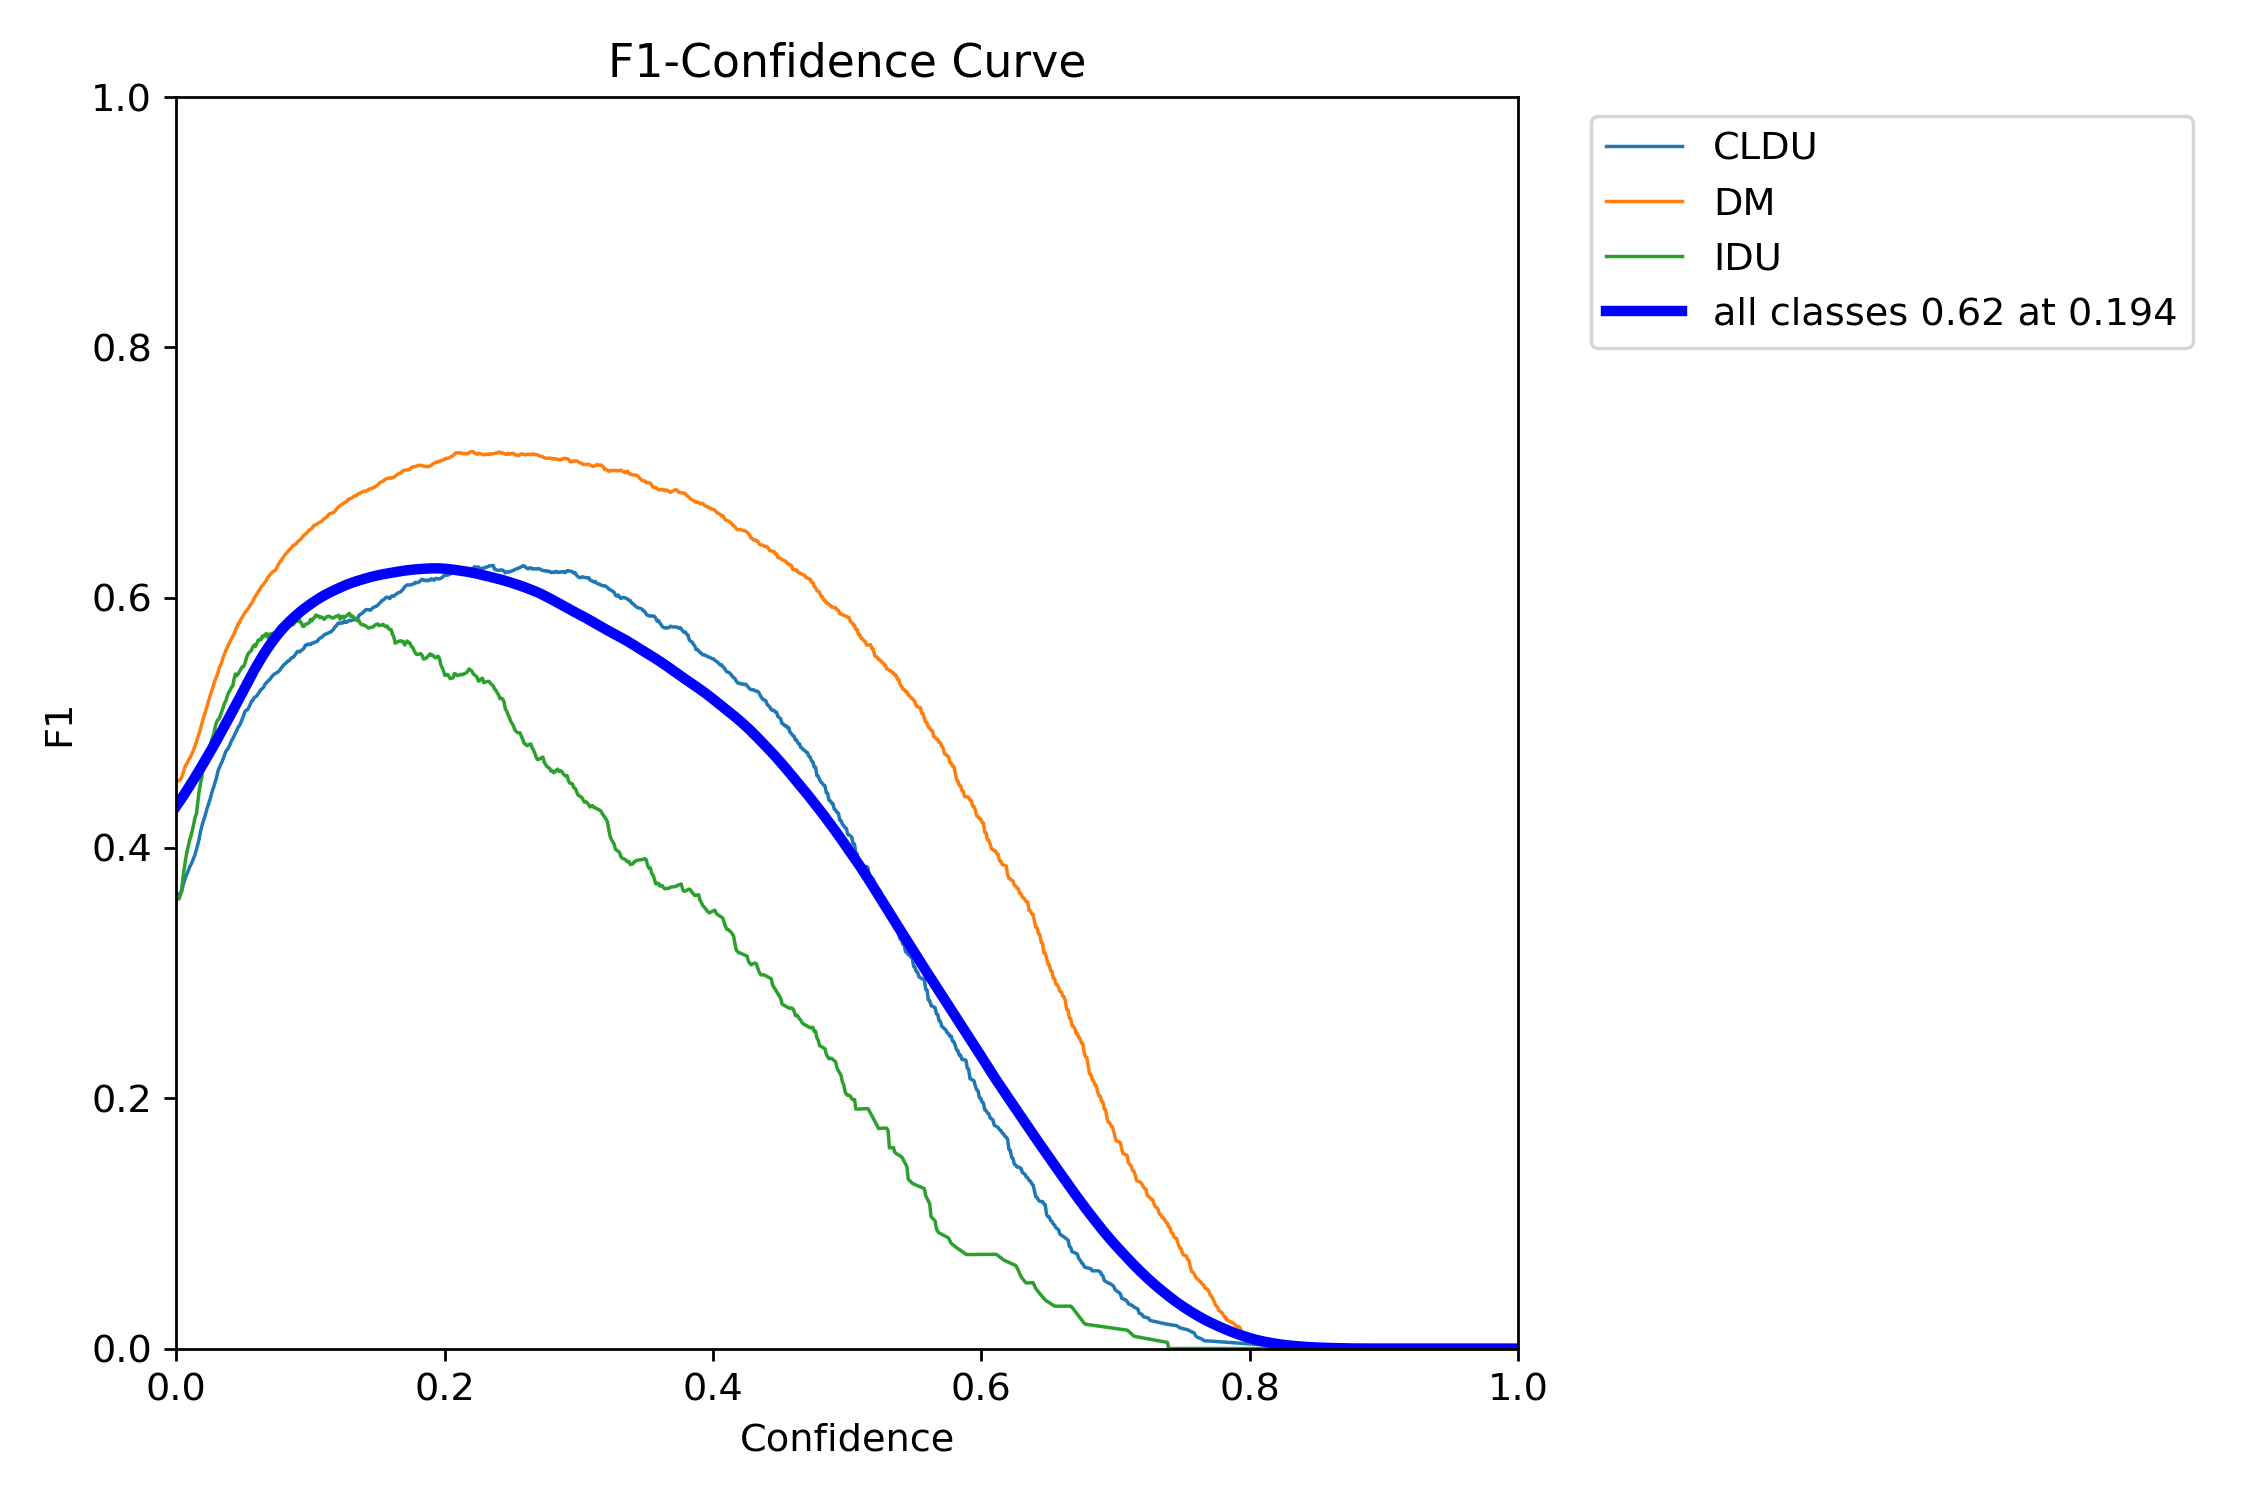 F1-Confidence Curve
1.0
0.8
0.6
0.4
0.2
0.0
F1
0.0 0.2 0.4 0.6 0.8 1.0
Confidence
CLDU
DM
IDU
all classes 0.62 at 0.194